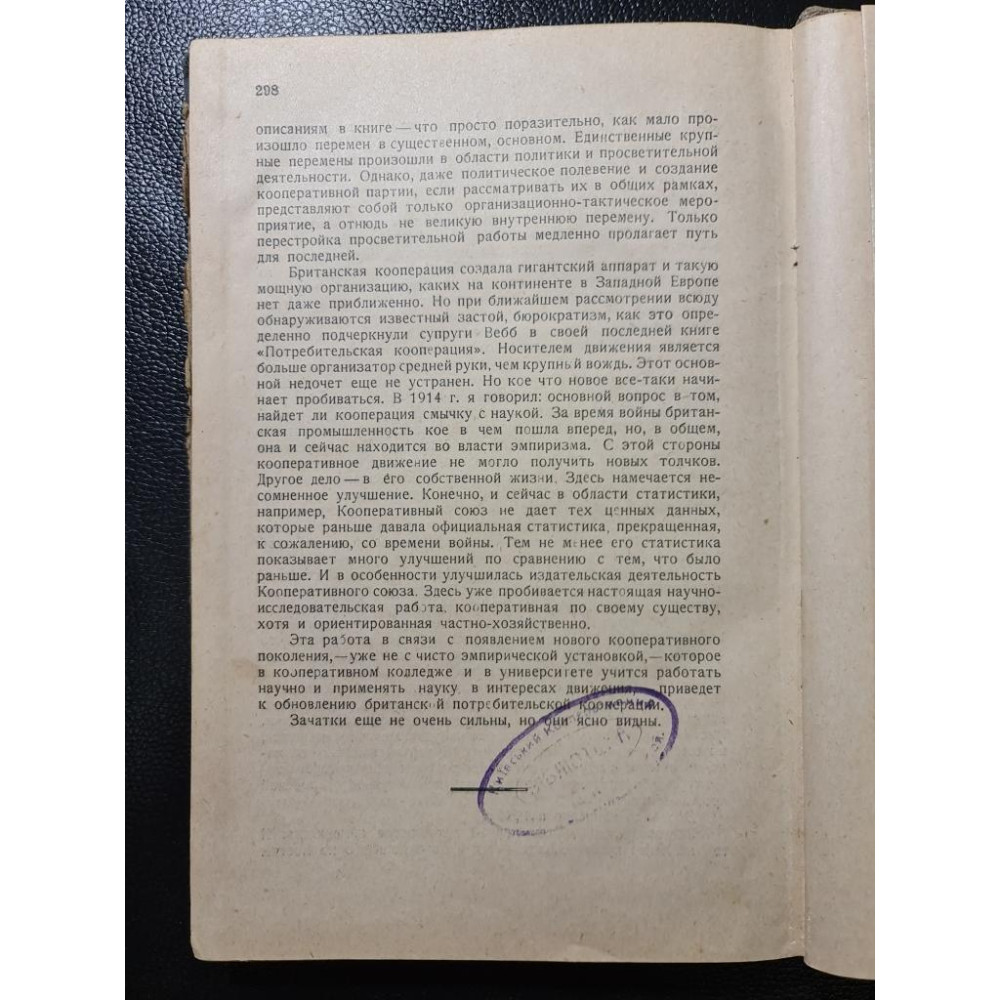 298
описаниям в книге — что просто поразительно, как мало про-
изошло перемен в существенном, основном. Единственные круп-
ные перемены произошли в области политики и просветительной
деятельности. Однако, даже политическое полевение и создание
кооперативной партии, если рассматривать их в общих рамках,
представляют собой только организационно-тактическое меро-
приятие, а отнюдь не великую внутреннюю перемену. Только
перестройка просветительной работы медленно пролагает путь
для последней.
Британская кооперация создала гигантский аппарат и такую
мощную организацию, каких на континенте в Западной Европе
нет даже приближенно. Но при ближайшем рассмотрении всюду
обнаруживаются известный застой, бюрократизм, как это опре-
деленно подчеркнули супруги Вебб в своей последней книге
«Потребительская кооперация». Носителем движения является
больше организатор средней руки, чем крупный вождь. Этот основ-
ной недочет еще не устранен. Но кое что новое все-таки начи-
нает пробиваться. В 1914 г. я говорил: основной вопрос в том,
найдет ли кооперация смычку с наукой. За время войны британ-
ская промышленность кое в чем пошла вперед, но, в общем,
она и сейчас находится во власти эмпиризма. С этой стороны
кооперативное движение не могло получить новых толчков.
Другое дело — в его собственной жизни. Здесь намечается не-
сомненное улучшение. Конечно, и сейчас в области статистики,
например, Кооперативный союз не дает тех ценных данных,
которые раньше давала официальная статистика, прекращенная,
к сожалению, со времени войны. Тем не менее его статистика
показывает много улучшений по сравнению с тем, что было
раньше. И в особенности улучшилась издательская деятельность
Кооперативного союза. Здесь уже пробивается настоящая научно-
исследовательская работа, кооперативная по своему существу,
хотя и ориентированная частно-хозяйственно.
Эта работа в связи с появлением нового кооперативного
поколения,—уже не с чисто эмпирической установкой,—которое
в кооперативном колледже и в университете учится работать
научно и применять науку в интересах движения,— приведет
к обновлению британской потребительской кооперации.
Зачатки еще не очень сильны, но они ясно видны.